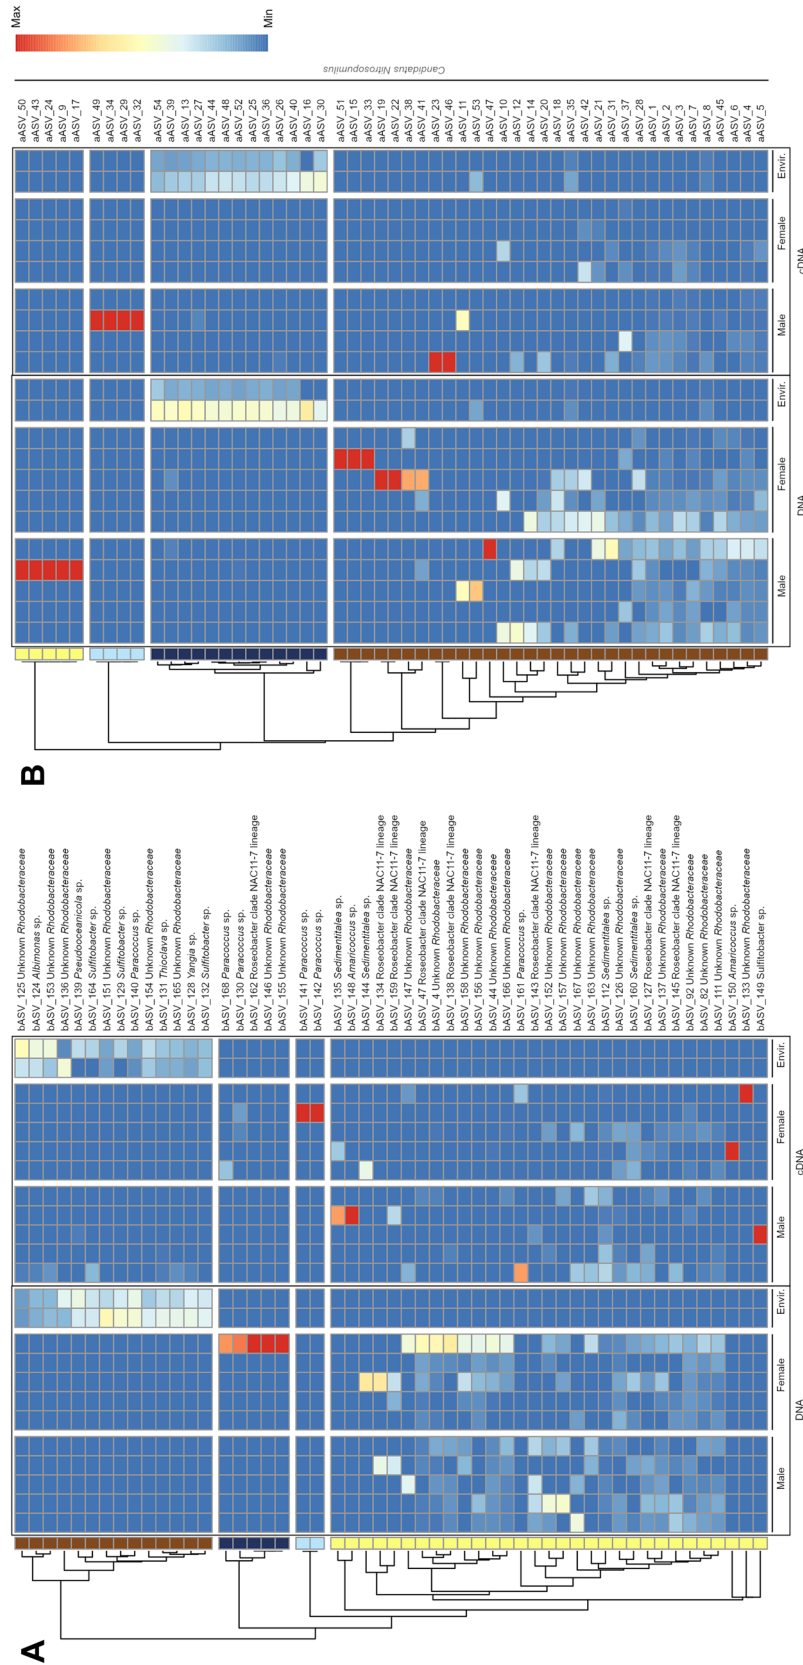 A
bASV_125 Unknown Rhodobacteraceae
bASV_124 Albimonas sp.
bASV_153 Unknown Rhodobacteraceae
bASV_136 Unknown Rhodobacteraceae
bASV_139 Pseudooceanicola sp.
bASV_164 Sulfitobacter sp.
bASV_151 Unknown Rhodobacteraceae
bASV_129 Sulfitobacter sp.
bASV_140 Paracoccus sp.
bASV_154 Unknown Rhodobacteraceae
bASV_131 Thioclava sp.
bASV_165 Unknown Rhodobacteraceae
bASV_128 Yangia sp.
bASV_132 Sulfitobacter sp.
bASV_168 Paracoccus sp.
bASV_130 Paracoccus sp.
bASV_162 Roseobacter clade NAC11-7 lineage
bASV_146 Unknown Rhodobacteraceae
bASV_155 Unknown Rhodobacteraceae
bASV_141 Paracoccus sp.
bASV_142 Paracoccus sp.
bASV_135 Sedimentitalea sp.
bASV_148 Amaricoccus sp.
bASV_144 Sedimentitalea sp.
bASV_134 Roseobacter clade NAC11-7 lineage
bASV_159 Roseobacter clade NAC11-7 lineage
bASV_147 Unknown Rhodobacteraceae
bASV_47 Roseobacter clade NAC11-7 lineage
bASV_4 Unknown Rhodobacteraceae
bASV_138 Roseobacter clade NAC11-7 lineage
bASV_158 Unknown Rhodobacteraceae
bASV_156 Unknown Rhodobacteraceae
bASV_44 Unknown Rhodobacteraceae
bASV_166 Unknown Rhodobacteraceae
bASV_161 Paracoccus sp.
bASV_143 Roseobacter clade NAC11-7 lineage
bASV_152 Unknown Rhodobacteraceae
bASV_157 Unknown Rhodobacteraceae
bASV_167 Unknown Rhodobacteraceae
bASV_163 Unknown Rhodobacteraceae
bASV_112 Sedimentitalea sp.
bASV_126 Unknown Rhodobacteraceae
bASV_160 Sedimentitalea sp.
bASV_127 Roseobacter clade NAC11-7 lineage
bASV_137 Unknown Rhodobacteraceae
bASV_145 Roseobacter clade NAC11-7 lineage
bASV_92 Unknown Rhodobacteraceae
bASV_82 Unknown Rhodobacteraceae
bASV_111 Unknown Rhodobacteraceae
bASV_150 Amaricoccus sp.
bASV_133 Unknown Rhodobacteraceae
bASV_149 Sulfitobacter sp.
Male Female Envir. Male Female Envir.
DNA cDNA
B
aASV_50
aASV_43
aASV_24
aASV_9
aASV_17
aASV_49
aASV_34
aASV_29
aASV_32
aASV_54
aASV_39
aASV_13
aASV_27
aASV_44
aASV_48
aASV_52
aASV_25
aASV_36
aASV_26
aASV_40
aASV_16
aASV_30
aASV_51
aASV_15
aASV_33
aASV_19
aASV_22
aASV_38
aASV_41
aASV_23
aASV_46
aASV_11
aASV_53
aASV_47
aASV_10
aASV_12
aASV_14
aASV_20
aASV_18
aASV_35
aASV_42
aASV_21
aASV_31
aASV_37
aASV_28
aASV_1
aASV_2
aASV_3
aASV_7
aASV_8
aASV_45
aASV_6
aASV_4
aASV_5
Candidatus Nitrosopumilus
Male Female Envir. Male Female Envir.
DNA cDNA
Max
Min